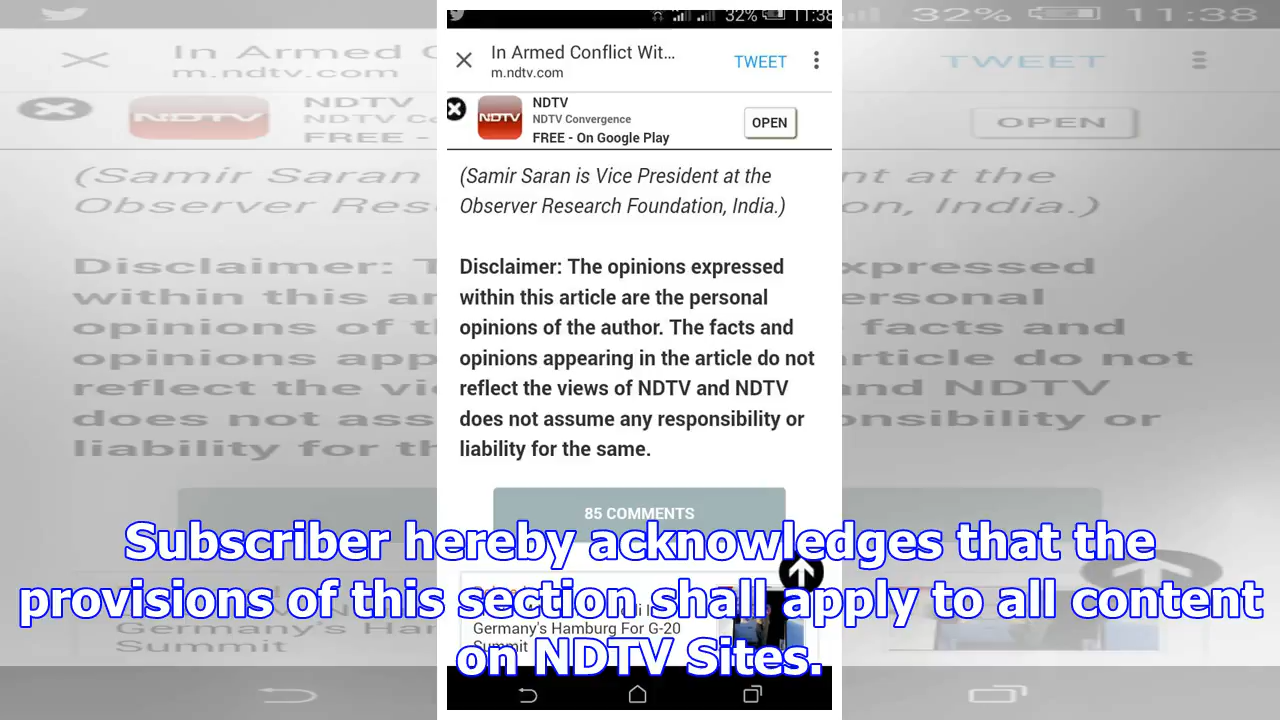 32% 11:38
In Armed Conflict Wit…
m.ndtv.com
TWEET
NDTV
NDTV
NDTV Convergence
FREE - On Google Play
OPEN
(Samir Saran is Vice President at the
Observer Research Foundation, India.)
Disclaimer: The opinions expressed
within this article are the personal
opinions of the author. The facts and
opinions appearing in the article do not
reflect the views of NDTV and NDTV
does not assume any responsibility or
liability for the same.
85 COMMENTS
Germany's Hamburg For G-20
Summit
Subscriber hereby acknowledges that the
provisions of this section shall apply to all content
on NDTV Sites.